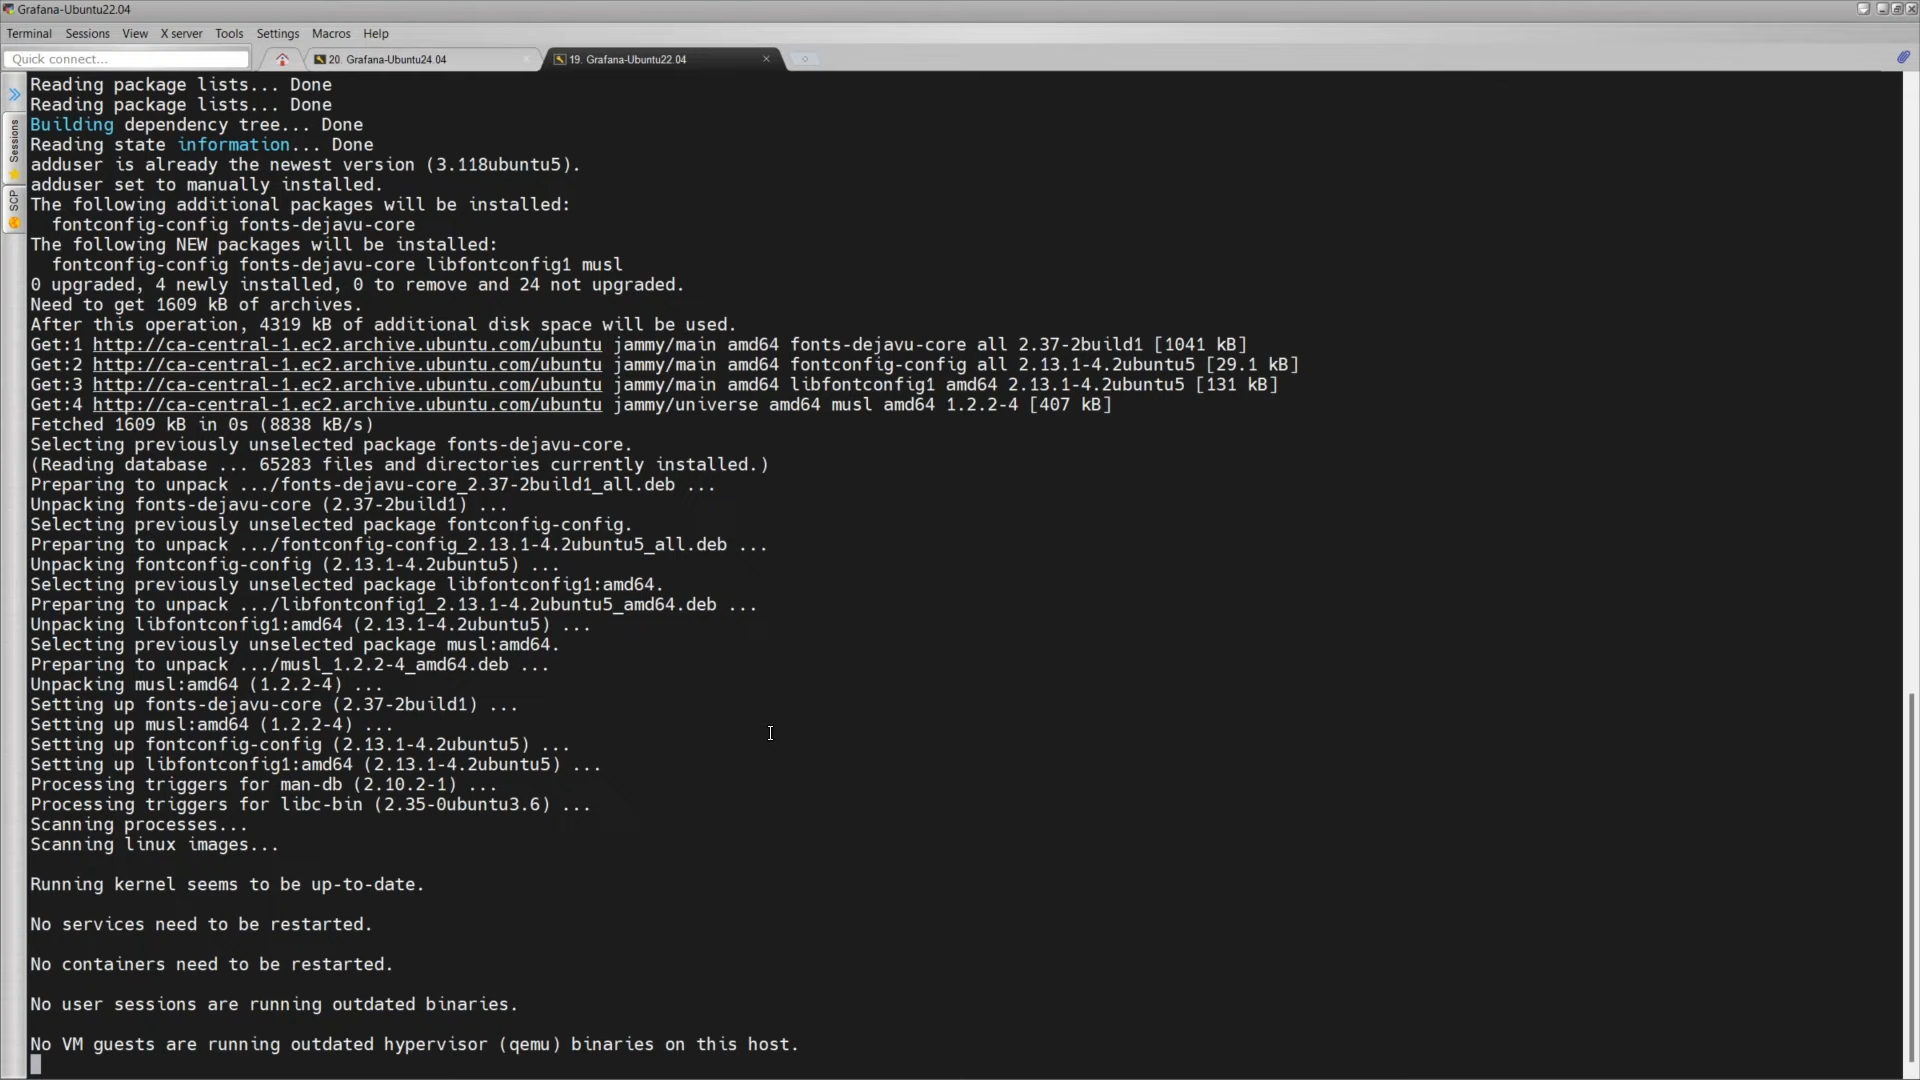 Grafana-Ubuntu22.04
Terminal Sessions View X server Tools Settings Macros Help
Quick connect...
20. Grafana-Ubuntu24.04
19. Grafana-Ubuntu22.04
Sessions
SCP
Reading package lists... Done
Reading package lists... Done
Building dependency tree... Done
Reading state information... Done
adduser is already the newest version (3.118ubuntu5).
adduser set to manually installed.
The following additional packages will be installed:
  fontconfig-config fonts-dejavu-core
The following NEW packages will be installed:
  fontconfig-config fonts-dejavu-core libfontconfig1 musl
0 upgraded, 4 newly installed, 0 to remove and 24 not upgraded.
Need to get 1609 kB of archives.
After this operation, 4319 kB of additional disk space will be used.
Get:1 http://ca-central-1.ec2.archive.ubuntu.com/ubuntu jammy/main amd64 fonts-dejavu-core all 2.37-2build1 [1041 kB]
Get:2 http://ca-central-1.ec2.archive.ubuntu.com/ubuntu jammy/main amd64 fontconfig-config all 2.13.1-4.2ubuntu5 [29.1 kB]
Get:3 http://ca-central-1.ec2.archive.ubuntu.com/ubuntu jammy/main amd64 libfontconfig1 amd64 2.13.1-4.2ubuntu5 [131 kB]
Get:4 http://ca-central-1.ec2.archive.ubuntu.com/ubuntu jammy/universe amd64 musl amd64 1.2.2-4 [407 kB]
Fetched 1609 kB in 0s (8838 kB/s)
Selecting previously unselected package fonts-dejavu-core.
(Reading database ... 65283 files and directories currently installed.)
Preparing to unpack .../fonts-dejavu-core_2.37-2build1_all.deb ...
Unpacking fonts-dejavu-core (2.37-2build1) ...
Selecting previously unselected package fontconfig-config.
Preparing to unpack .../fontconfig-config_2.13.1-4.2ubuntu5_all.deb ...
Unpacking fontconfig-config (2.13.1-4.2ubuntu5) ...
Selecting previously unselected package libfontconfig1:amd64.
Preparing to unpack .../libfontconfig1_2.13.1-4.2ubuntu5_amd64.deb ...
Unpacking libfontconfig1:amd64 (2.13.1-4.2ubuntu5) ...
Selecting previously unselected package musl:amd64.
Preparing to unpack .../musl_1.2.2-4_amd64.deb ...
Unpacking musl:amd64 (1.2.2-4) ...
Setting up fonts-dejavu-core (2.37-2build1) ...
Setting up musl:amd64 (1.2.2-4) ...
Setting up fontconfig-config (2.13.1-4.2ubuntu5) ...
Setting up libfontconfig1:amd64 (2.13.1-4.2ubuntu5) ...
Processing triggers for man-db (2.10.2-1) ...
Processing triggers for libc-bin (2.35-0ubuntu3.6) ...
Scanning processes...
Scanning linux images...
Running kernel seems to be up-to-date.
No services need to be restarted.
No containers need to be restarted.
No user sessions are running outdated binaries.
No VM guests are running outdated hypervisor (qemu) binaries on this host.